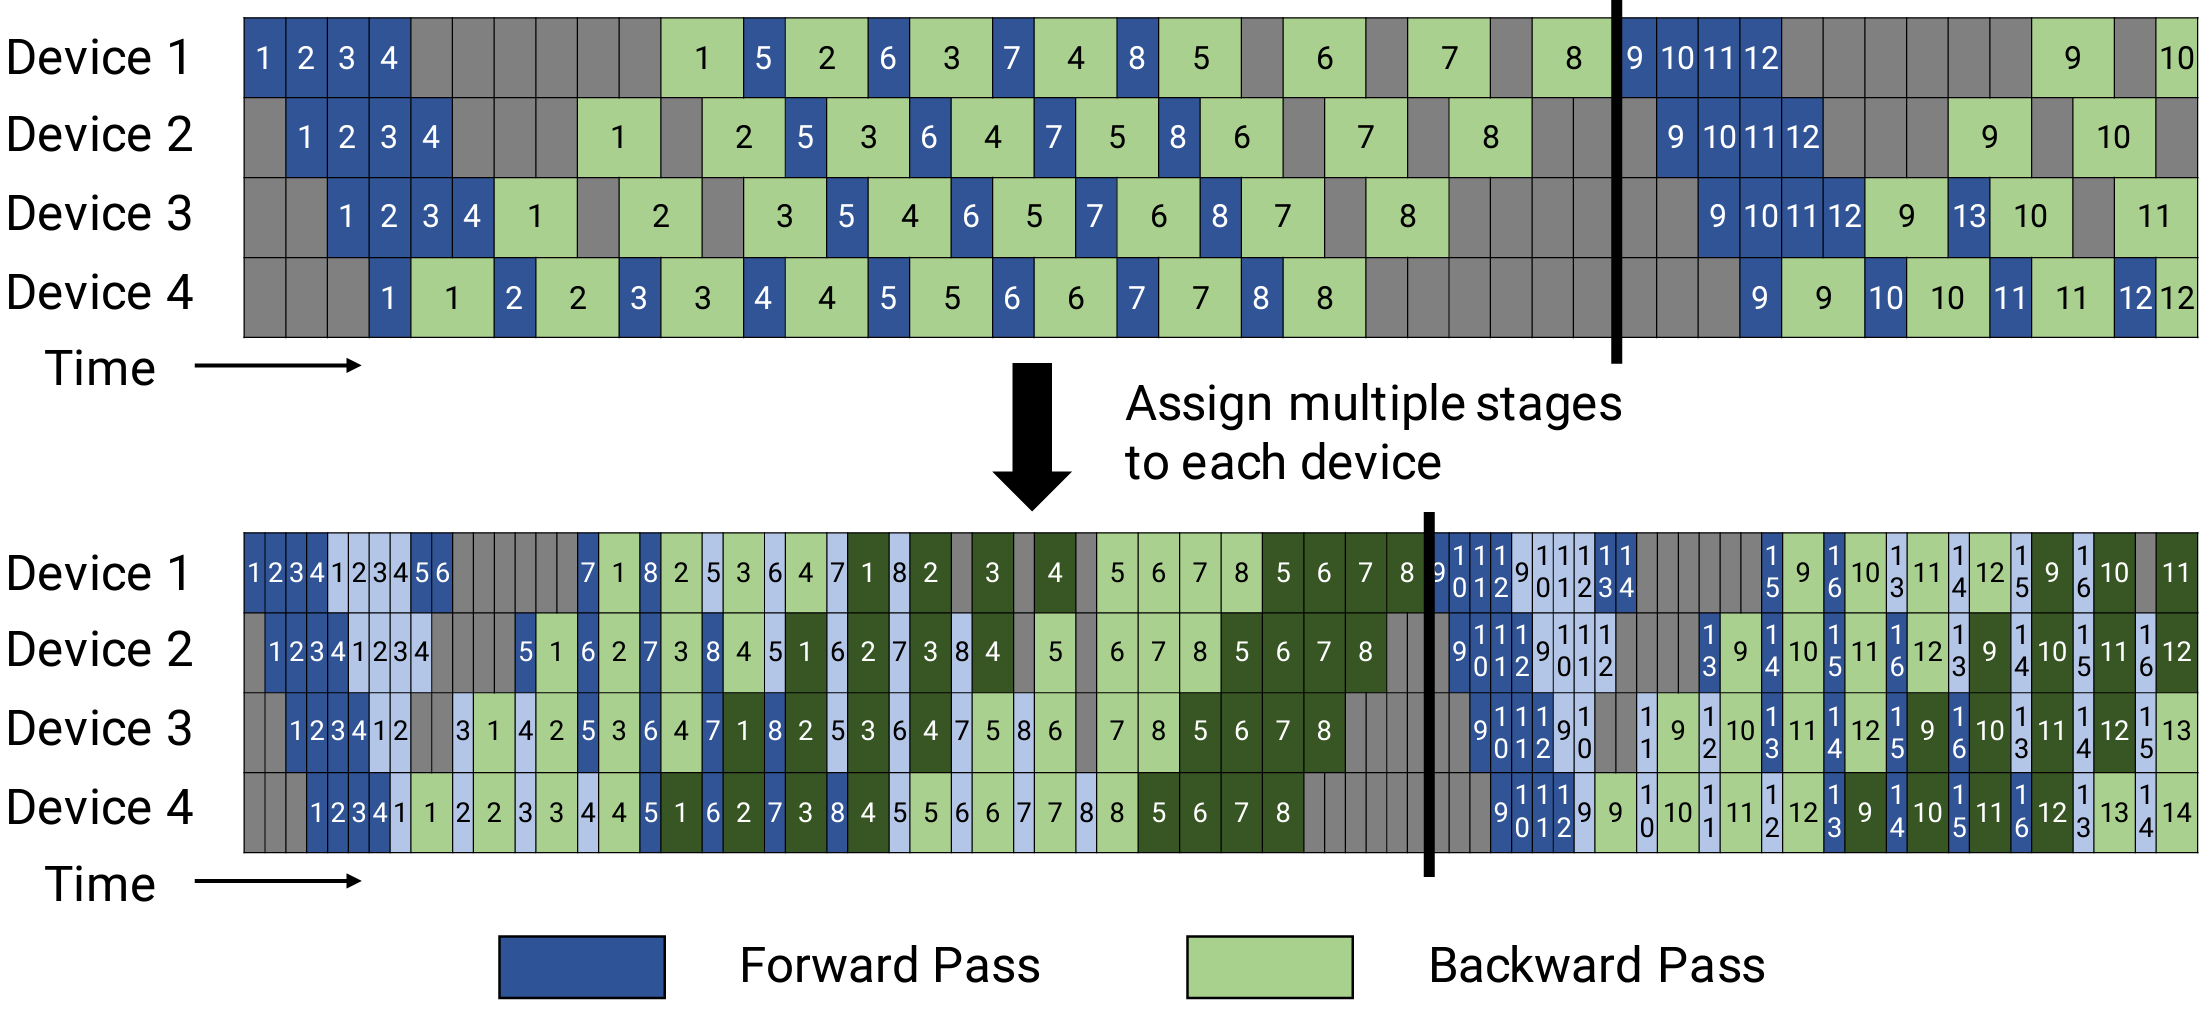 Device 1 1 2 3 4 1 5 2 6 3 7 4 8 5 6 7 8 9 10 11 12 9 10
Device 2 1 2 3 4 1 2 5 3 6 4 7 5 8 6 7 8 9 10 11 12 9 10
Device 3 1 2 3 4 1 2 3 5 4 6 5 7 6 8 7 8 9 10 11 12 9 13 10 11
Device 4 1 1 2 2 3 3 4 4 5 5 6 6 7 7 8 8 9 9 10 10 11 11 12 12
Time
Assign multiple stages
to each device
Device 1 1 2 3 4 1 2 3 4 5 6 7 1 8 2 5 3 6 4 7 1 8 2 3 4 5 6 7 8 5 6 7 8 9 10 11 12 9 10 11 12 13 14 15 9 16 10 13 11 14 12 15 9 16 10 11
Device 2 1 2 3 4 1 2 3 4 5 1 6 2 7 3 8 4 5 1 6 2 7 3 8 4 5 6 7 8 5 6 7 8 9 10 11 12 9 10 11 12 13 9 14 10 15 11 16 12 13 9 14 10 15 11 16 12
Device 3 1 2 3 4 1 2 3 1 4 2 5 3 6 4 7 1 8 2 5 3 6 4 7 5 8 6 7 8 5 6 7 8 9 10 11 12 9 10 11 9 12 10 13 11 14 12 15 9 16 10 13 11 14 12 15 13
Device 4 1 2 3 4 1 1 2 2 3 3 4 4 5 1 6 2 7 3 8 4 5 5 6 6 7 7 8 8 5 6 7 8 9 10 11 12 9 9 10 10 11 11 12 12 13 9 14 10 15 11 16 12 13 13 14 14
Time
Forward Pass Backward Pass